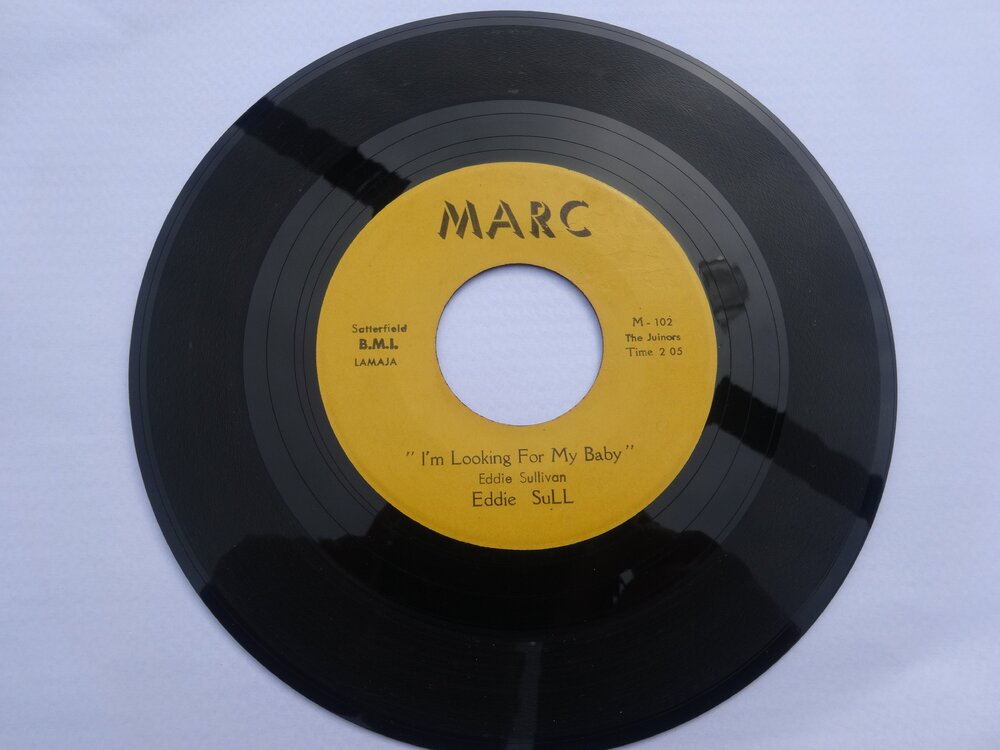 MARC
Satterfield
B.M.I.
LAMAJA
M-102
The Juinors
Time 2 05
" I'm Looking For My Baby "
Eddie Sullivan
Eddie SuLL